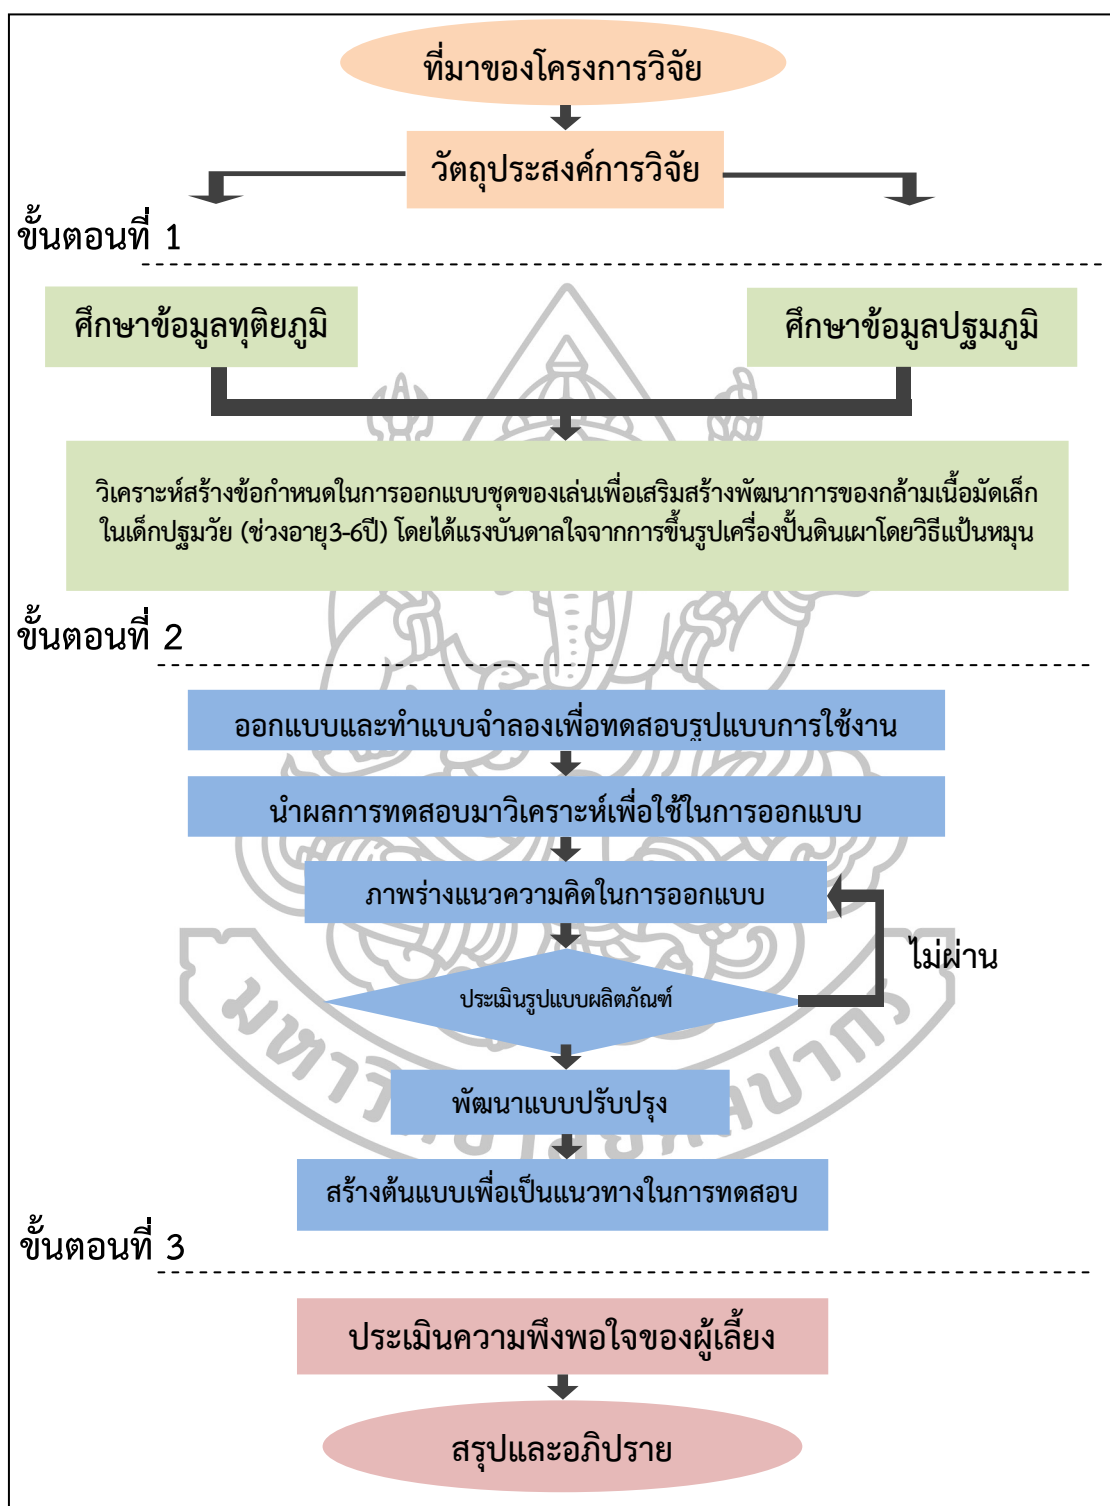 ที่มาของโครงการวิจัย
วัตถุประสงค์การวิจัย
ขั้นตอนที่ 1
ศึกษาข้อมูลทุติยภูมิ
ศึกษาข้อมูลปฐมภูมิ
วิเคราะห์สร้างข้อกำหนดในการออกแบบชุดของเล่นเพื่อเสริมสร้างพัฒนาการของกล้ามเนื้อมัดเล็ก
ในเด็กปฐมวัย (ช่วงอายุ3-6ปี) โดยได้แรงบันดาลใจจากการขึ้นรูปเครื่องปั้นดินเผาโดยวิธีแป้นหมุน
ขั้นตอนที่ 2
ออกแบบและทำแบบจำลองเพื่อทดสอบรูปแบบการใช้งาน
นำผลการทดสอบมาวิเคราะห์เพื่อใช้ในการออกแบบ
ภาพร่างแนวความคิดในการออกแบบ
ไม่ผ่าน
ประเมินรูปแบบผลิตภัณฑ์
พัฒนาแบบปรับปรุง
สร้างต้นแบบเพื่อเป็นแนวทางในการทดสอบ
ขั้นตอนที่ 3
ประเมินความพึงพอใจของผู้เลี้ยง
สรุปและอภิปราย
มหาวิทยาลัยศิลปากร